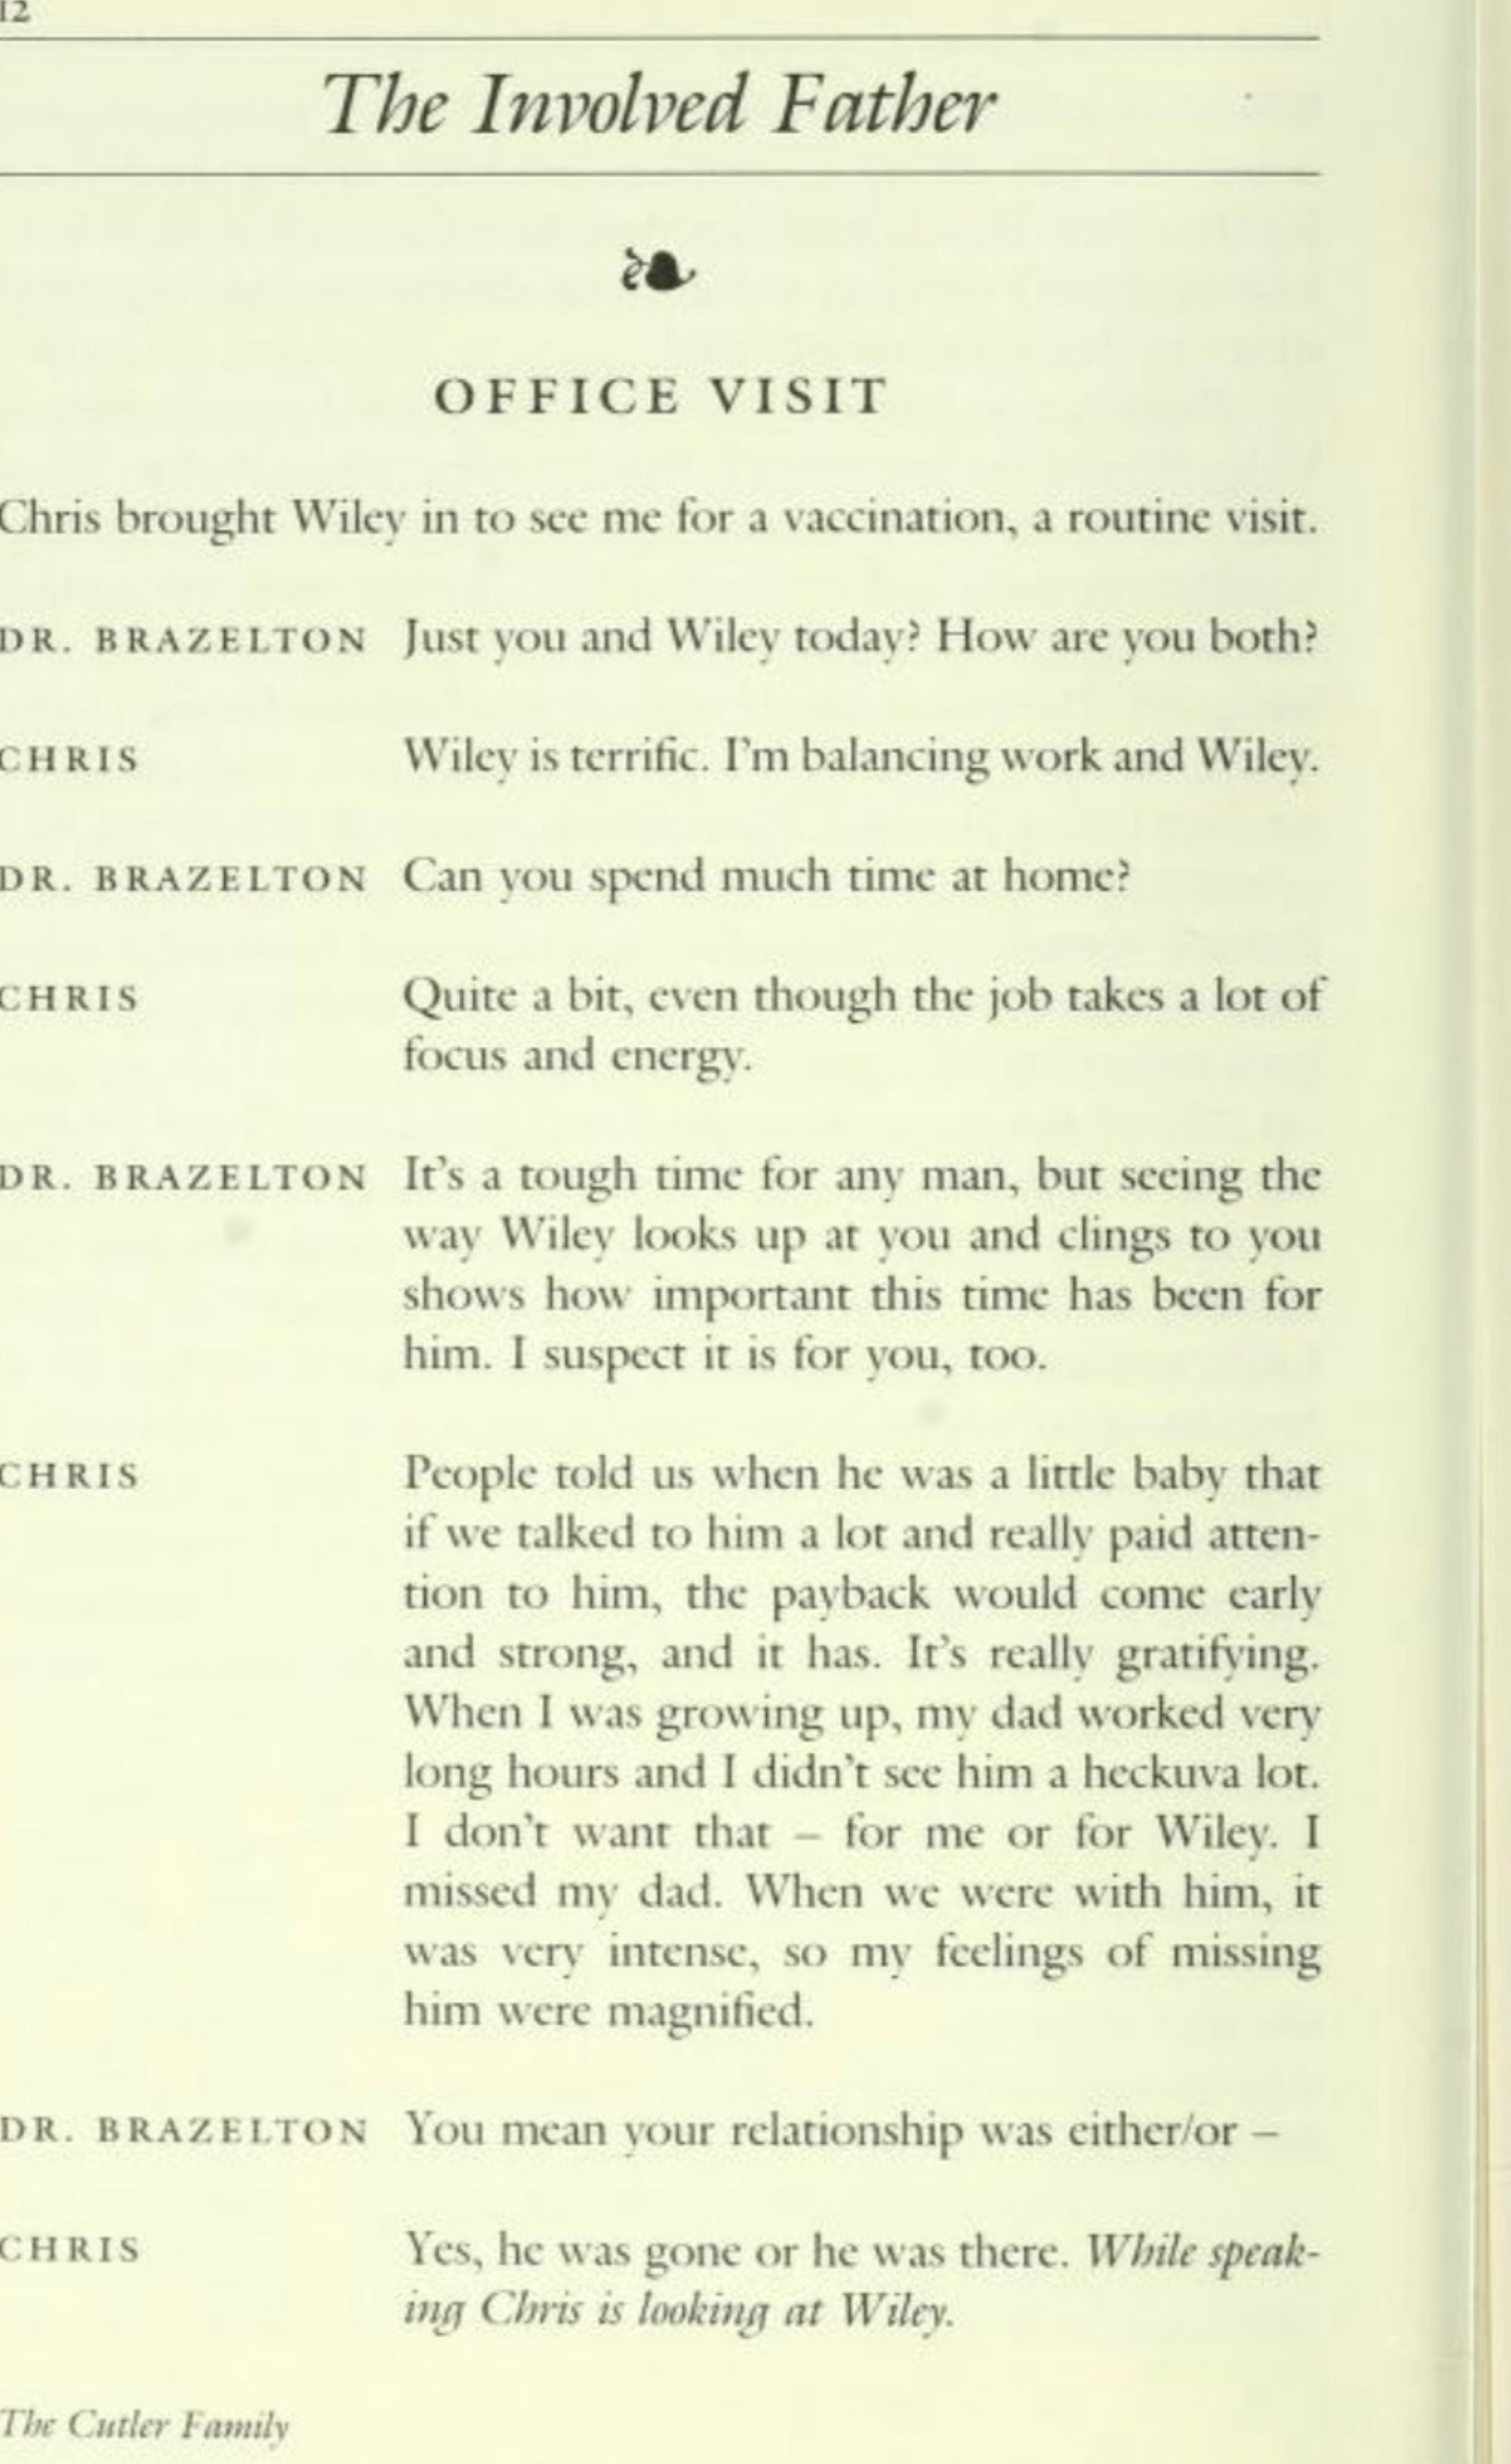 12
The Involved Father
OFFICE VISIT
Chris brought Wiley in to see me for a vaccination, a routine visit.
DR. BRAZELTON Just you and Wiley today? How are you both?
CHRIS Wiley is terrific. I'm balancing work and Wiley.
DR. BRAZELTON Can you spend much time at home?
CHRIS Quite a bit, even though the job takes a lot of
focus and energy.
DR. BRAZELTON It's a tough time for any man, but seeing the
way Wiley looks up at you and clings to you
shows how important this time has been for
him. I suspect it is for you, too.
CHRIS People told us when he was a little baby that
if we talked to him a lot and really paid atten-
tion to him, the payback would come early
and strong, and it has. It's really gratifying.
When I was growing up, my dad worked very
long hours and I didn't see him a heckuva lot.
I don't want that – for me or for Wiley. I
missed my dad. When we were with him, it
was very intense, so my feelings of missing
him were magnified.
DR. BRAZELTON You mean your relationship was either/or –
CHRIS Yes, he was gone or he was there. While speak-
ing Chris is looking at Wiley.
The Cutler Family